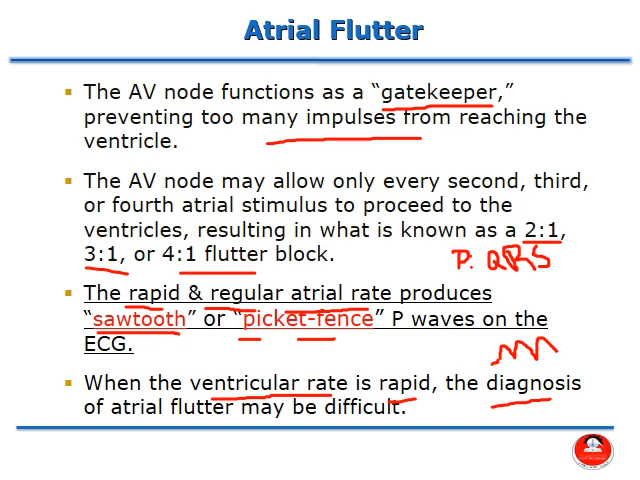 Atrial Flutter
▪ The AV node functions as a “gatekeeper,”
preventing too many impulses from reaching the
ventricle.
▪ The AV node may allow only every second, third,
or fourth atrial stimulus to proceed to the
ventricles, resulting in what is known as a 2:1,
3:1, or 4:1 flutter block.
P: QRS
▪ The rapid & regular atrial rate produces
“sawtooth” or “picket-fence” P waves on the
ECG.
▪ When the ventricular rate is rapid, the diagnosis
of atrial flutter may be difficult.